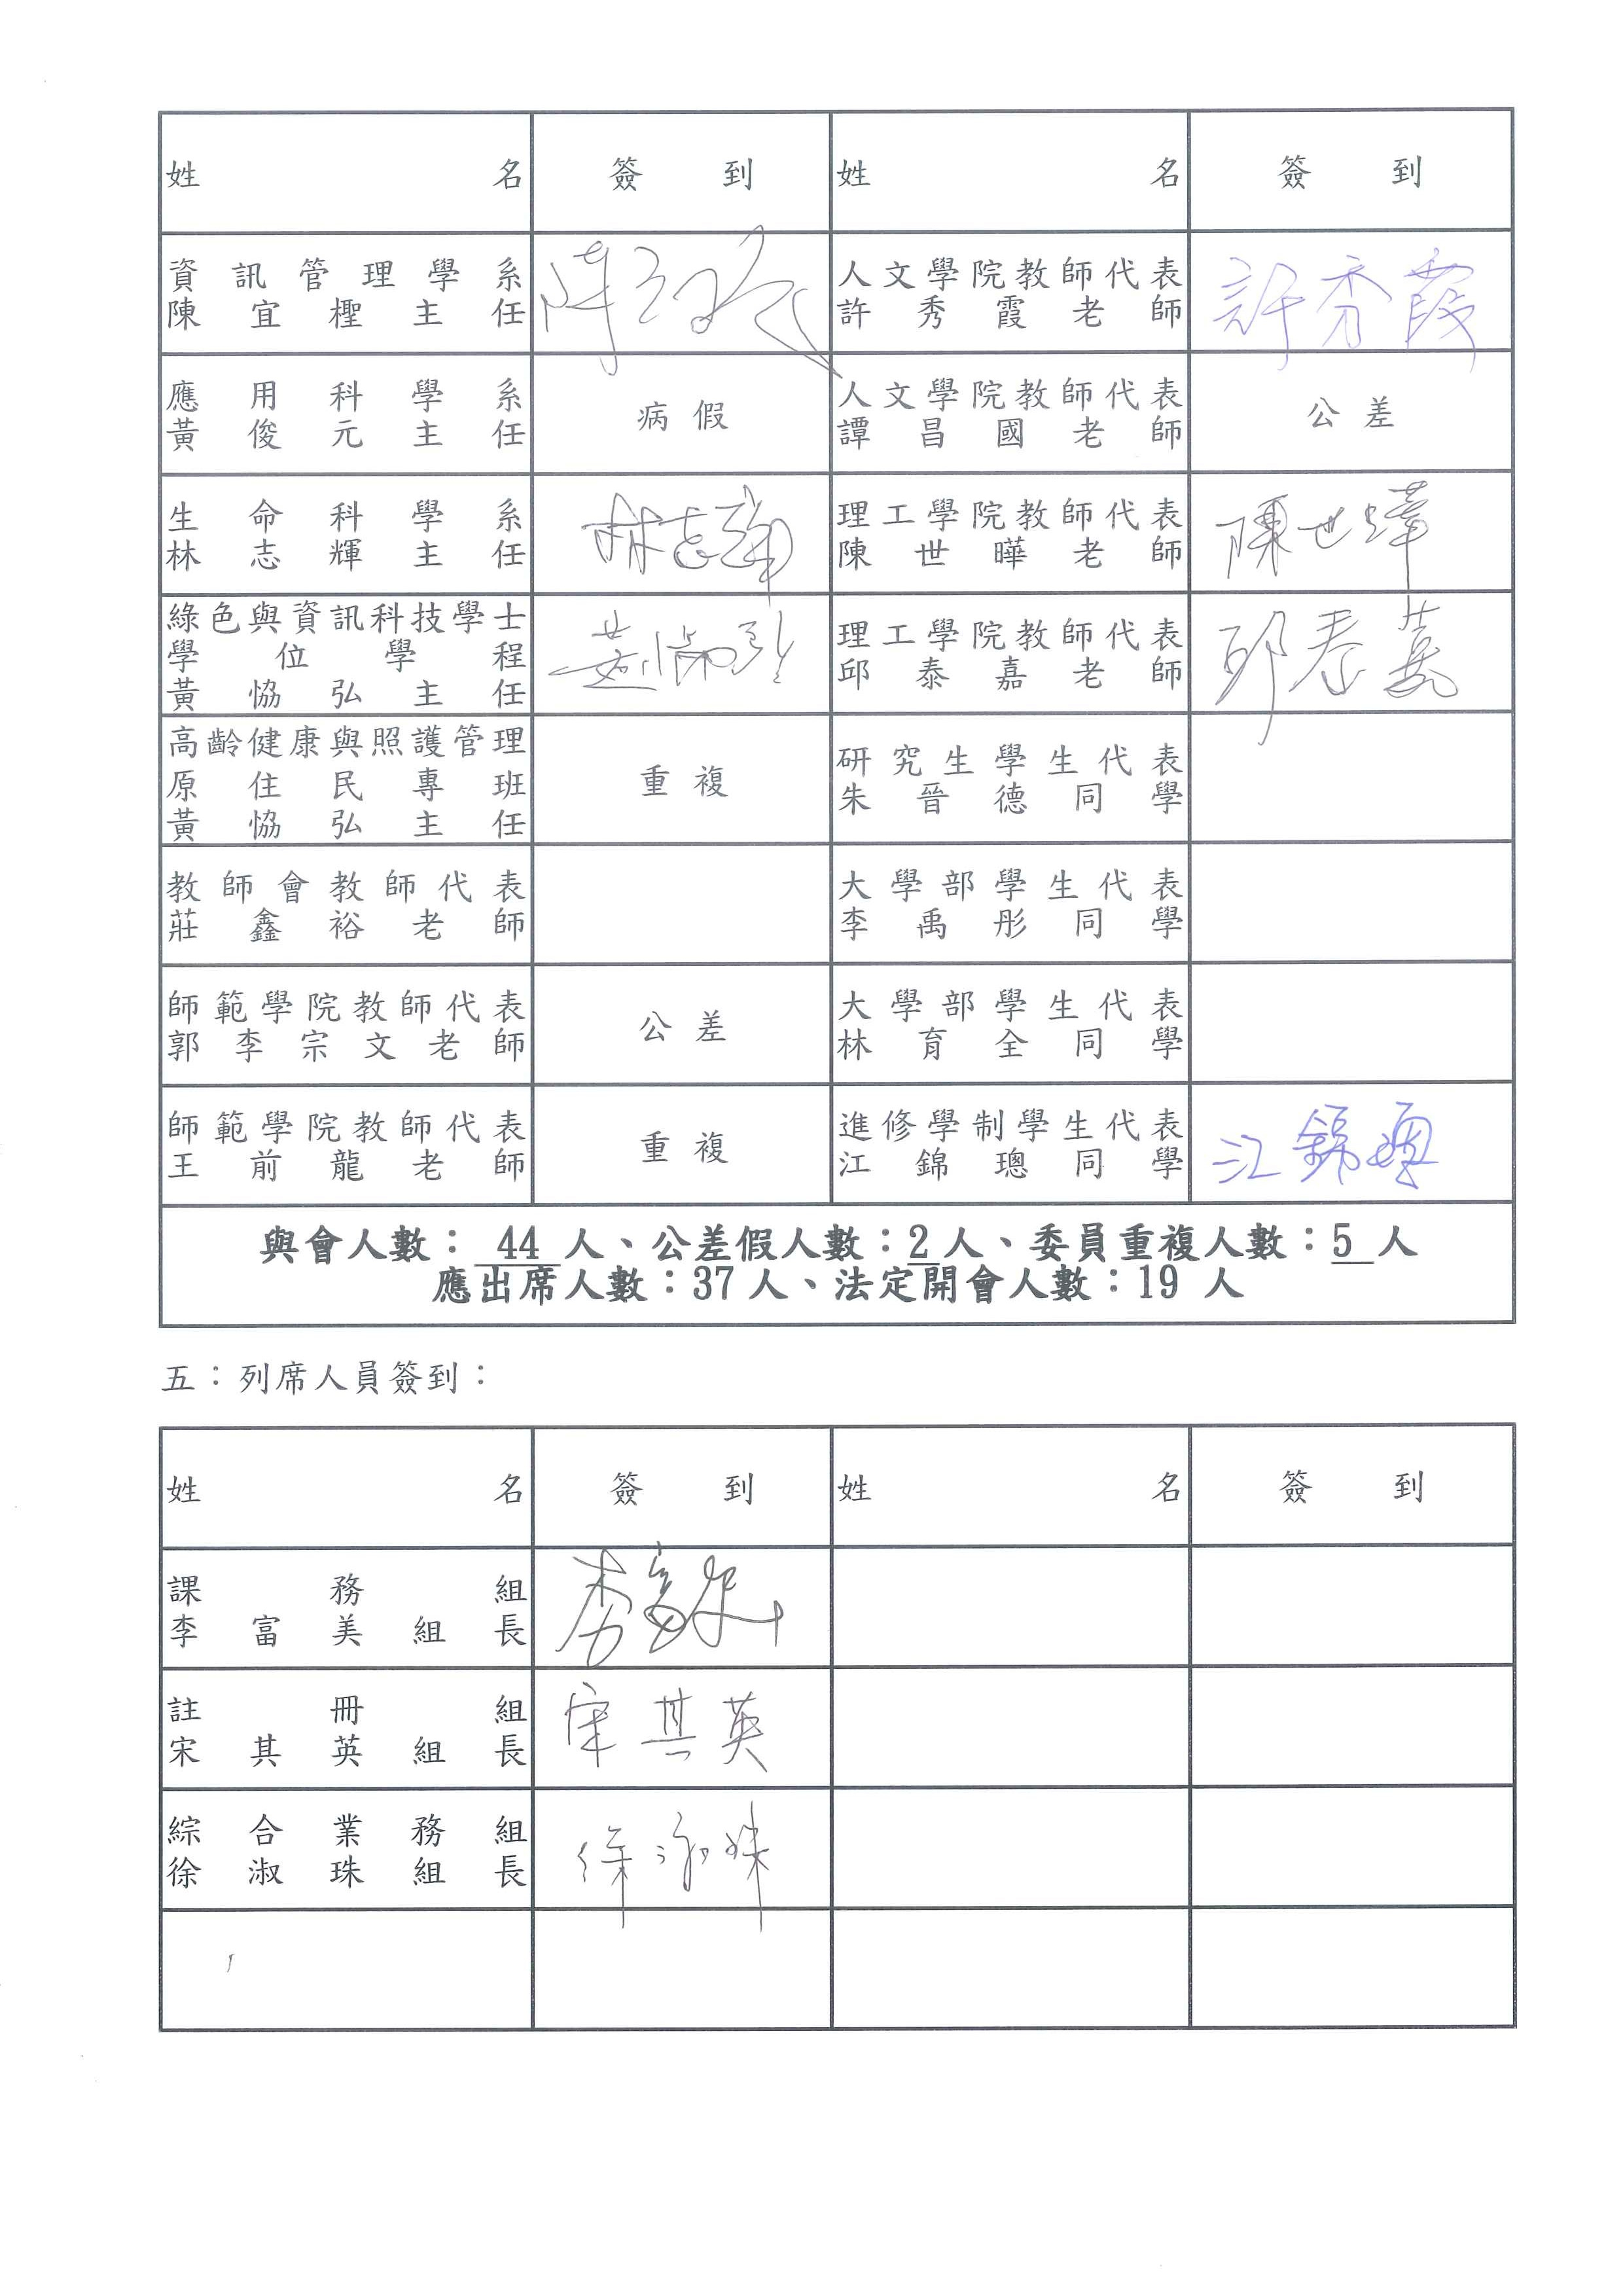 姓名 簽到 姓名 簽到
資訊管理學系
陳宜檉主任
人文學院教師代表
許秀霞老師
許秀霞
應用科學系
黃俊元主任
病假
人文學院教師代表
譚昌國老師
公差
生命科學系
林志輝主任
林志輝
理工學院教師代表
陳世曄老師
陳世曄
綠色與資訊科技學士
學位學程
黃恊弘主任
理工學院教師代表
邱泰嘉老師
邱泰嘉
高齡健康與照護管理
原住民專班
黃恊弘主任
重複
研究生學生代表
朱晉德同學
教師會教師代表
莊鑫裕老師
大學部學生代表
李禹彤同學
師範學院教師代表
郭李宗文老師
公差
大學部學生代表
林育全同學
師範學院教師代表
王前龍老師
重複
進修學制學生代表
江錦璁同學
江錦璁
與會人數：44 人、公差假人數：2人、委員重複人數：5 人
應出席人數：37人、法定開會人數：19 人
五：列席人員簽到：
姓名 簽到 姓名 簽到
課務組
李富美組長
李富美
註冊組
宋其英組長
宋其英
綜合業務組
徐淑珠組長
徐淑珠